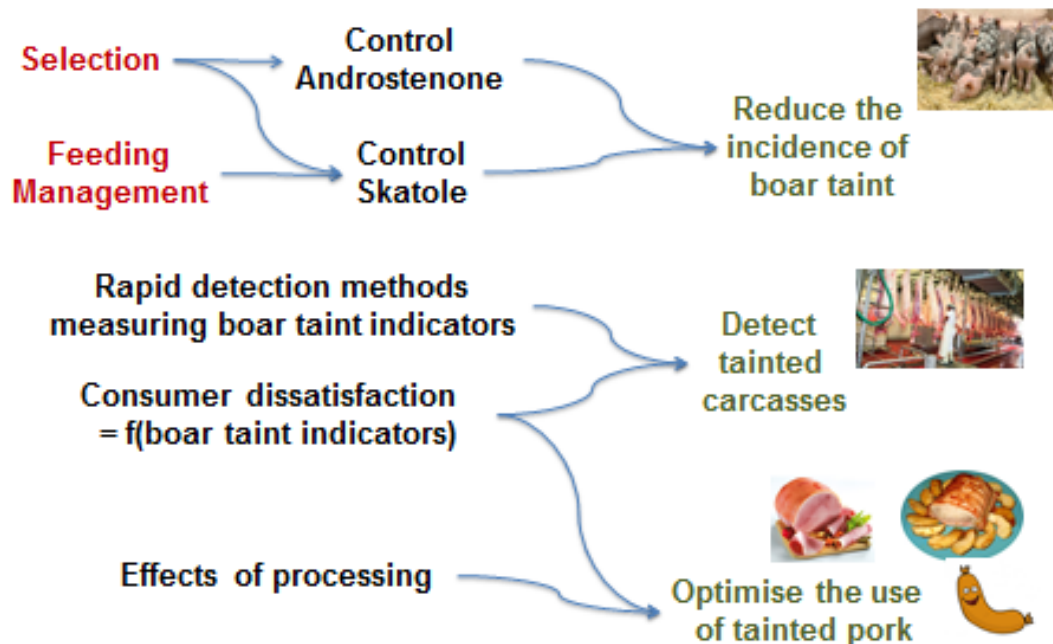 Selection
Control
Androstenone
Feeding
Management
Control
Skatole
Reduce the
incidence of
boar taint
Rapid detection methods
measuring boar taint indicators
Consumer dissatisfaction
= f(boar taint indicators)
Detect
tainted
carcasses
Effects of processing
Optimise the use
of tainted pork